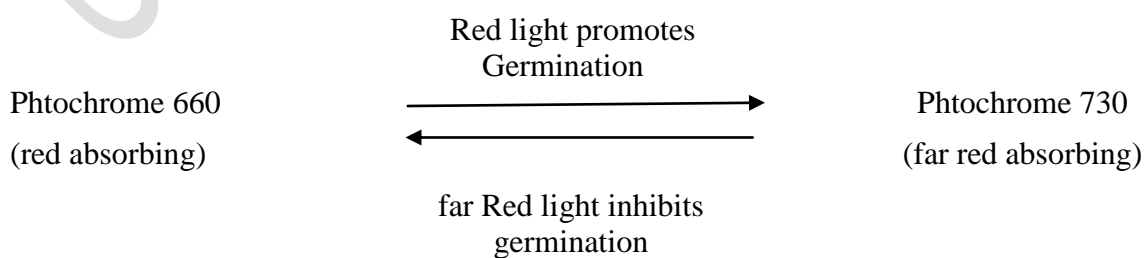 Red light promotes
Germination
Phtochrome 660
Phtochrome 730
(red absorbing)
(far red absorbing)
far Red light inhibits
germination